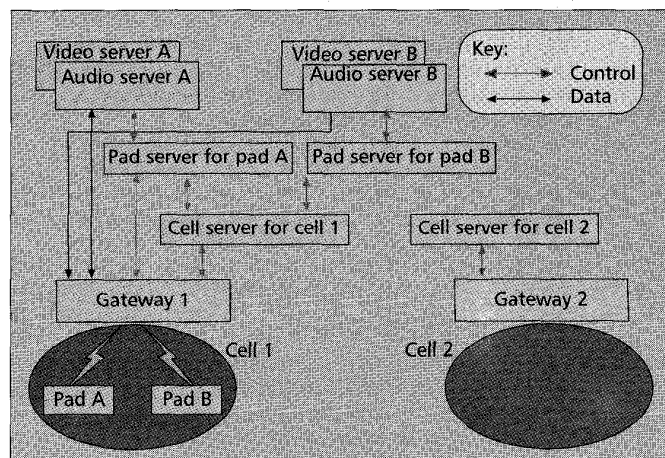 Video server A
Audio server A
Video server B
Audio server B
Key:
Control
Data
Pad server for pad A
Pad server for pad B
Cell server for cell 1
Cell server for cell 2
Gateway 1
Gateway 2
Cell 1
Cell 2
Pad A
Pad B